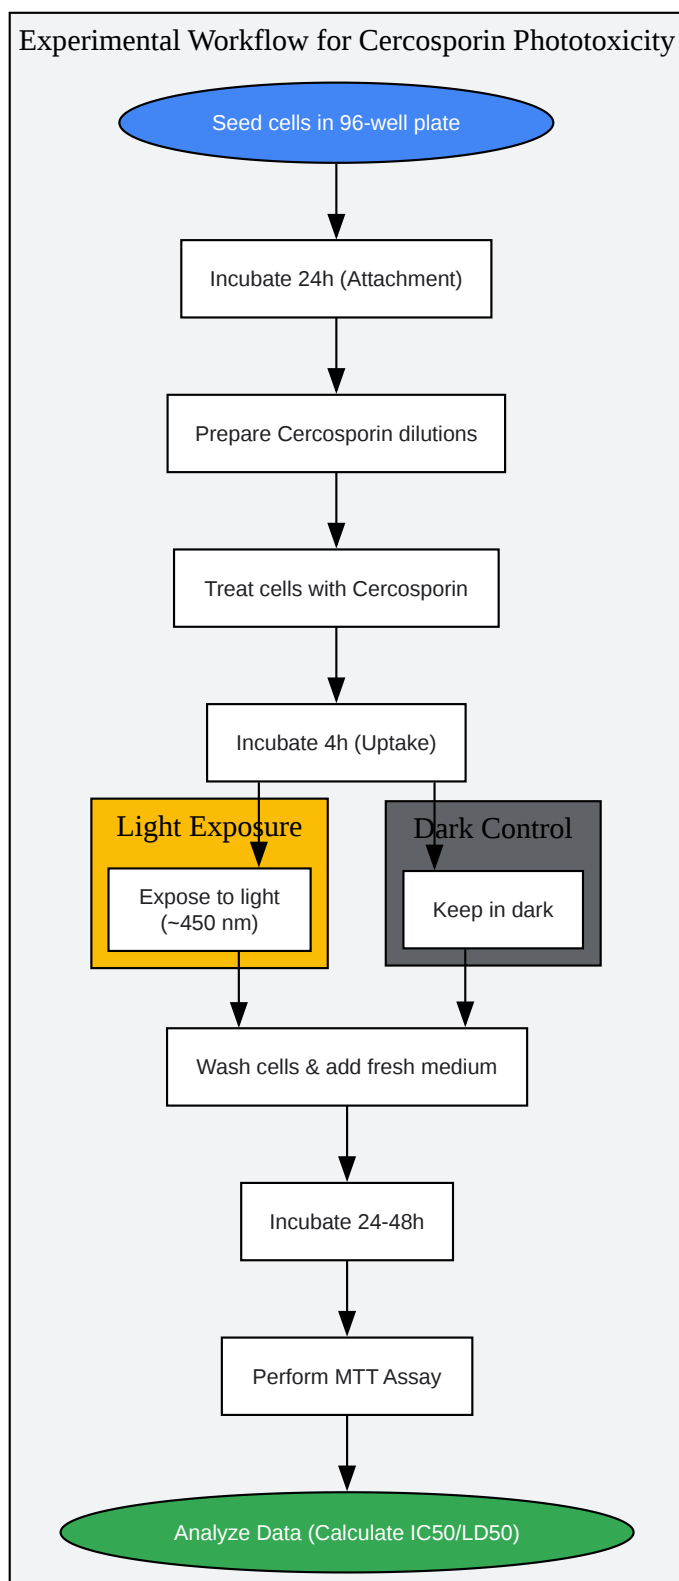 Experimental Workflow for Cercosporin Phototoxicity
Seed cells in 96-well plate
Incubate 24h (Attachment)
Prepare Cercosporin dilutions
Treat cells with Cercosporin
Incubate 4h (Uptake)
Light Exposure
Expose to light
(~450 nm)
Dark Control
Keep in dark
Wash cells & add fresh medium
Incubate 24-48h
Perform MTT Assay
Analyze Data (Calculate IC50/LD50)